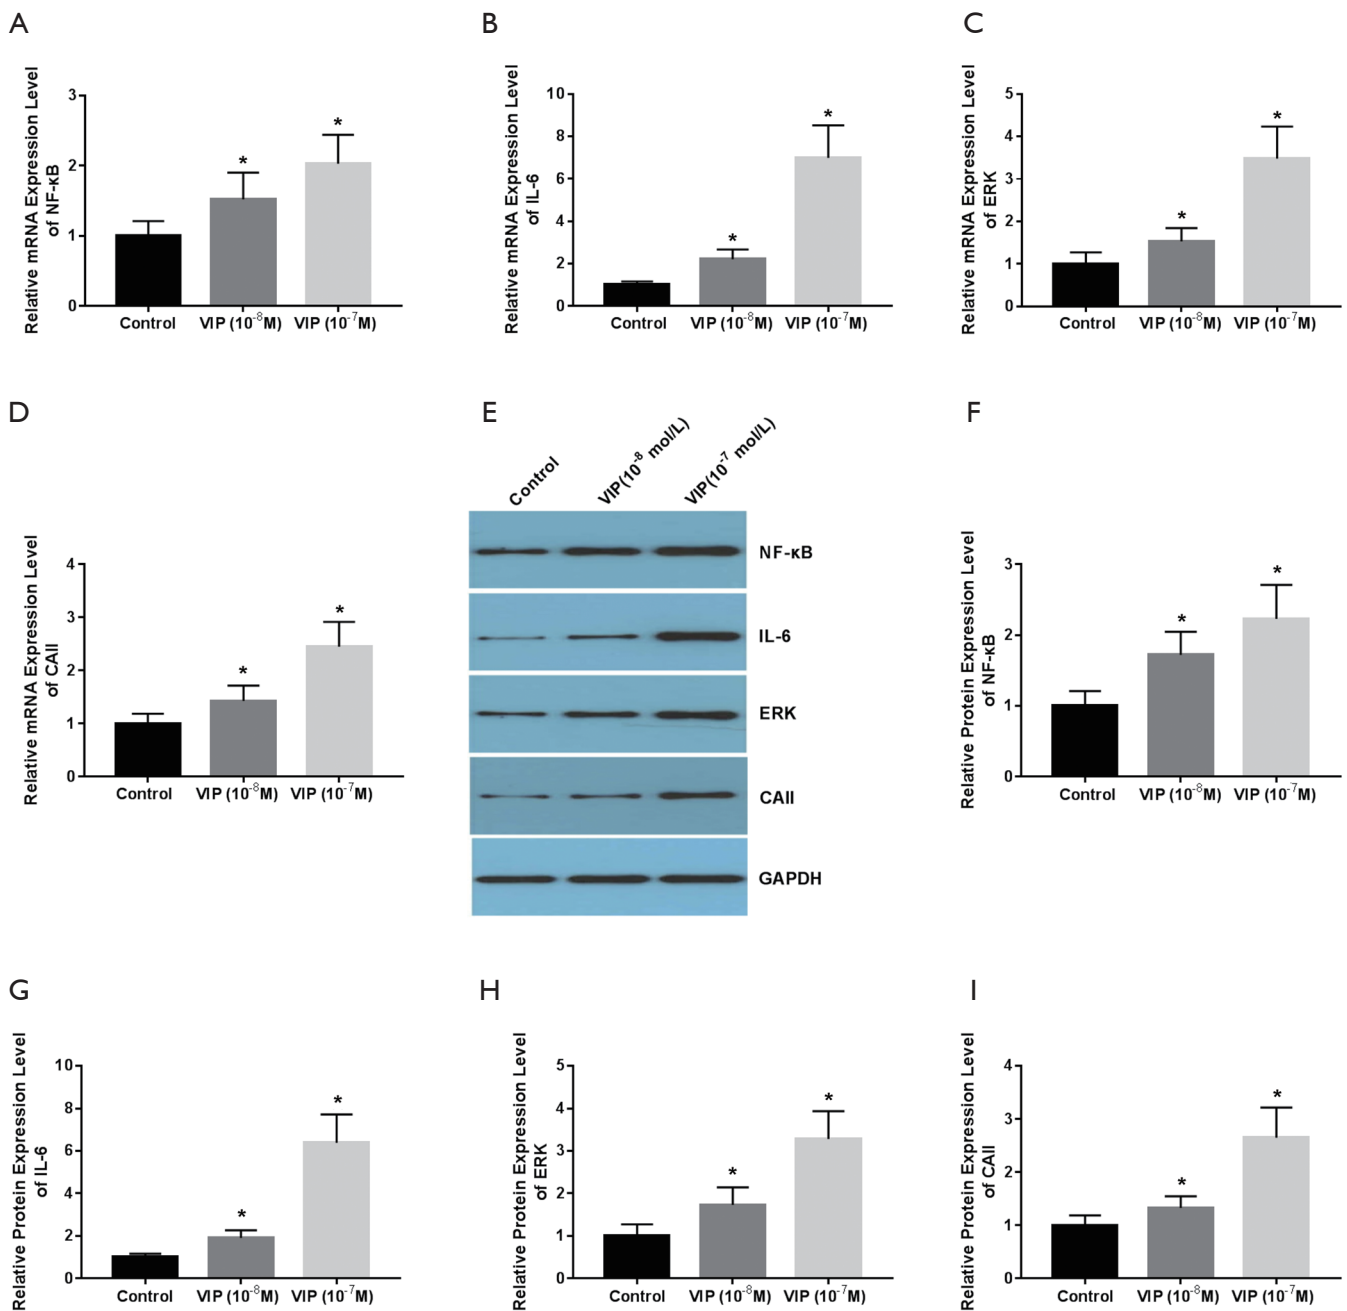 A
Relative mRNA Expression Level
of NF-κB
3
2
1
0
*
*
Control
VIP (10⁻⁸M)
VIP (10⁻⁷M)
B
Relative mRNA Expression Level
of IL-6
10
8
6
4
2
0
*
*
Control
VIP (10⁻⁸M)
VIP (10⁻⁷M)
C
Relative mRNA Expression Level
of ERK
5
4
3
2
1
0
*
*
Control
VIP (10⁻⁸M)
VIP (10⁻⁷M)
D
Relative mRNA Expression Level
of CAII
4
3
2
1
0
*
*
Control
VIP (10⁻⁸M)
VIP (10⁻⁷M)
E
Control
VIP(10⁻⁸ mol/L)
VIP(10⁻⁷ mol/L)
NF-κB
IL-6
ERK
CAII
GAPDH
F
Relative Protein Expression Level
of NF-κB
3
2
1
0
*
*
Control
VIP (10⁻⁸M)
VIP (10⁻⁷M)
G
Relative Protein Expression Level
of IL-6
10
8
6
4
2
0
*
*
Control
VIP (10⁻⁸M)
VIP (10⁻⁷M)
H
Relative Protein Expression Level
of ERK
5
4
3
2
1
0
*
*
Control
VIP (10⁻⁸M)
VIP (10⁻⁷M)
I
Relative Protein Expression Level
of CAII
4
3
2
1
0
*
*
Control
VIP (10⁻⁸M)
VIP (10⁻⁷M)